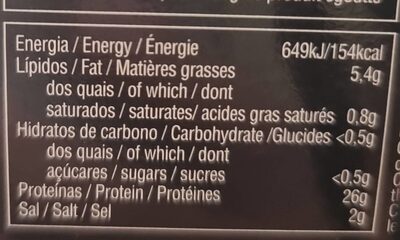 Energia / Energy / Énergie 649kJ/154kcal
Lípidos / Fat / Matières grasses 5,4g
dos quais / of which / dont
saturados / saturates/ acides gras saturés 0,8g
Hidratos de carbono / Carbohydrate /Glucides <0,5g
dos quais / of which / dont
açúcares / sugars / sucres <0,5g
Proteínas / Protein / Protéines 26g
Sal / Salt / Sel 2g